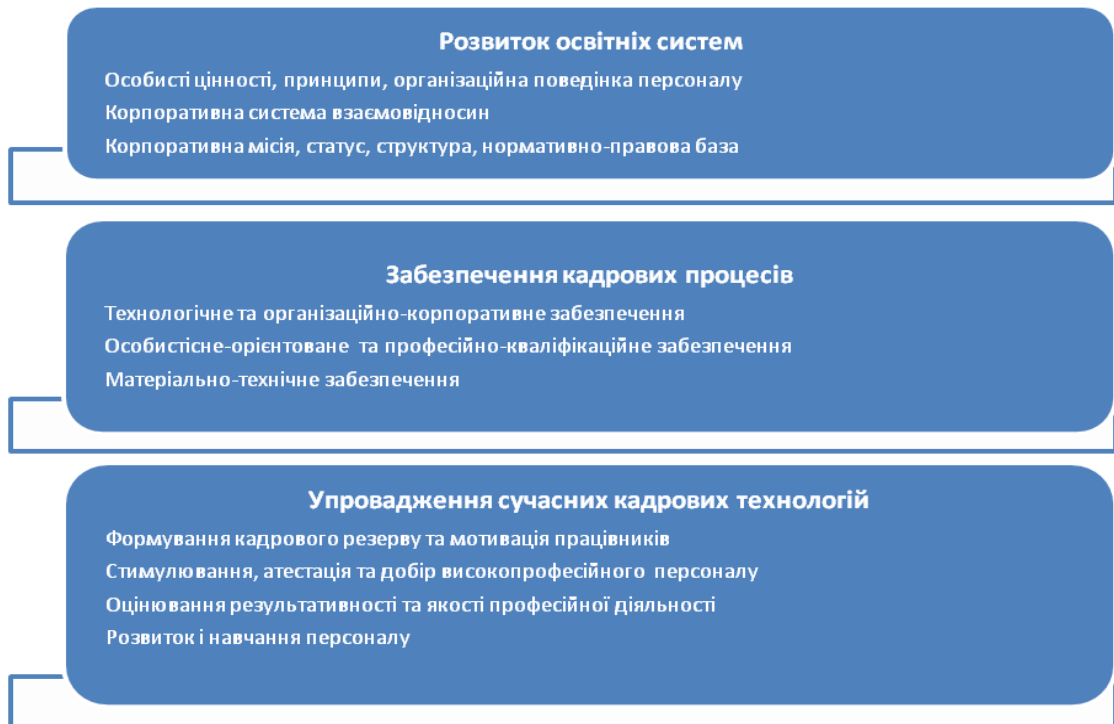 Розвиток освітніх систем
Особисті цінності, принципи, організаційна поведінка персоналу
Корпоративна система взаємовідносин
Корпоративна місія, статус, структура, нормативно-правова база
Забезпечення кадрових процесів
Технологічне та організаційно-корпоративне забезпечення
Особистісне-орієнтоване та професійно-кваліфікаційне забезпечення
Матеріально-технічне забезпечення
Упровадження сучасних кадрових технологій
Формування кадрового резерву та мотивація працівників
Стимулювання, атестація та добір високопрофесійного персоналу
Оцінювання результативності та якості професійної діяльності
Розвиток і навчання персоналу